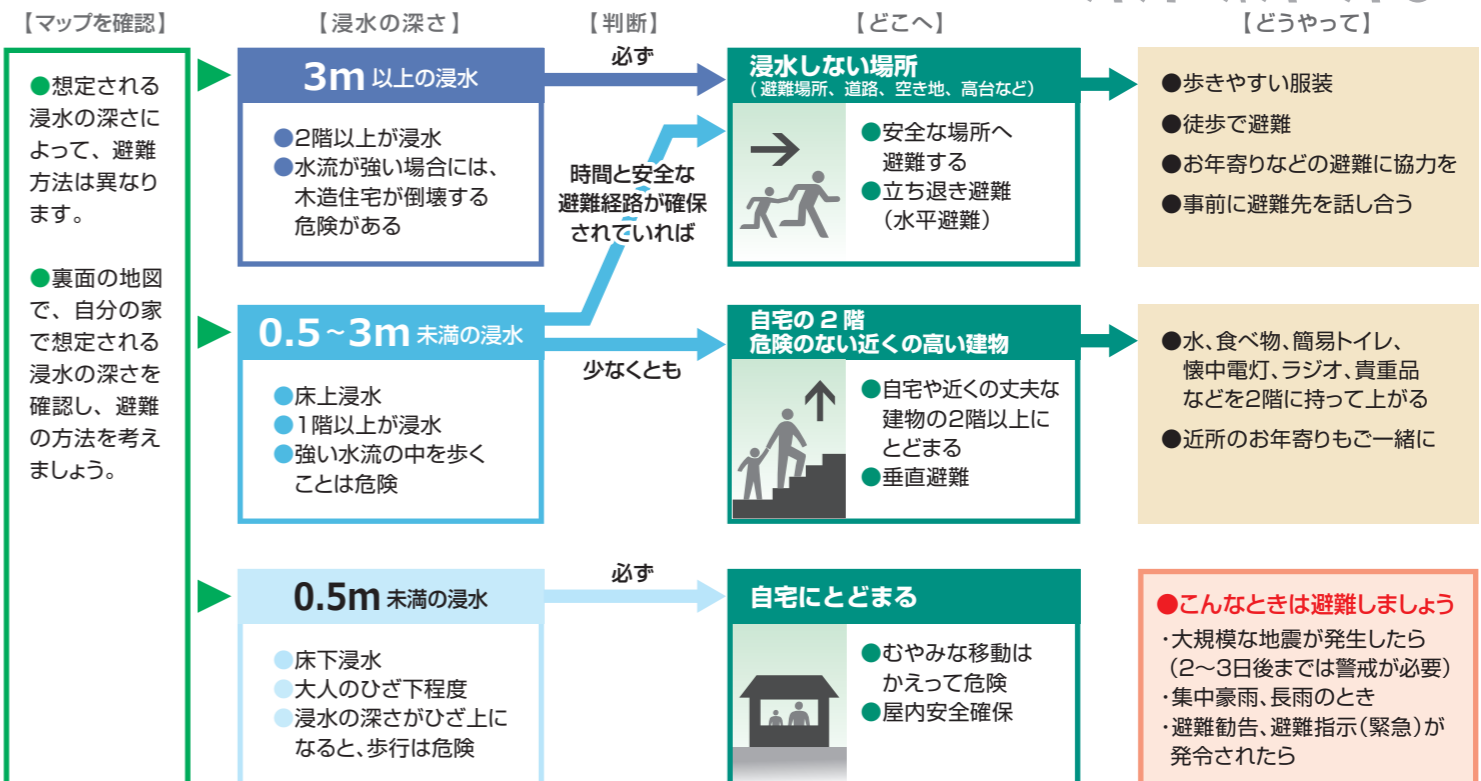 【マップを確認】
【浸水の深さ】
【判断】
【どこへ】
【どうやって】
●想定される
浸水の深さに
よって、避難
方法は異なり
ます。
●裏面の地図
で、自分の家
で想定される
浸水の深さを
確認し、避難
の方法を考え
ましょう。
3m 以上の浸水
●2階以上が浸水
●水流が強い場合には、
木造住宅が倒壊する
危険がある
必ず
時間と安全な
避難経路が確保
されていれば
浸水しない場所
(避難場所、道路、空き地、高台など)
●安全な場所へ
避難する
●立ち退き避難
(水平避難)
●歩きやすい服装
●徒歩で避難
●お年寄りなどの避難に協力を
●事前に避難先を話し合う
0.5~3m 未満の浸水
●床上浸水
●1階以上が浸水
●強い水流の中を歩く
ことは危険
少なくとも
自宅の2階
危険のない近くの高い建物
●自宅や近くの丈夫な
建物の2階以上に
とどまる
●垂直避難
●水、食べ物、簡易トイレ、
懐中電灯、ラジオ、貴重品
などを2階に持って上がる
●近所のお年寄りもご一緒に
0.5m 未満の浸水
●床下浸水
●大人のひざ下程度
●浸水の深さがひざ上に
なると、歩行は危険
必ず
自宅にとどまる
●むやみな移動は
かえって危険
●屋内安全確保
●こんなときは避難しましょう
・大規模な地震が発生したら
(2〜3日後までは警戒が必要)
・集中豪雨、長雨のとき
・避難勧告、避難指示(緊急)が
発令されたら